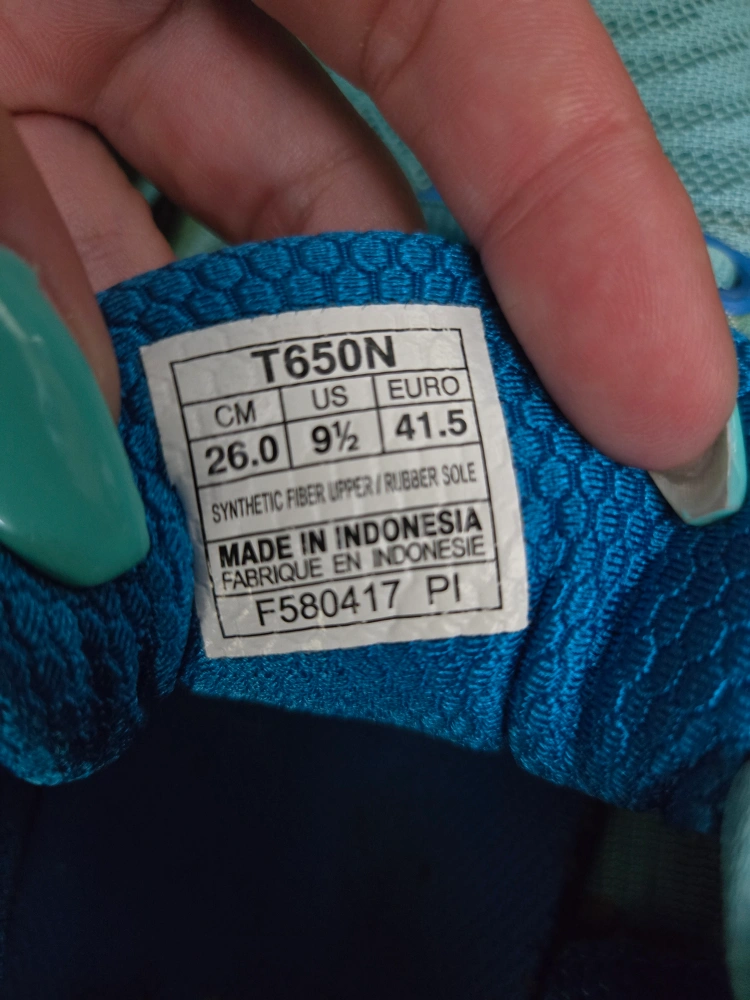 T650N
CM US EURO
26.0 9½ 41.5
SYNTHETIC FIBER UPPER / RUBBER SOLE
MADE IN INDONESIA
FABRIQUE EN INDONESIE
F580417 PI